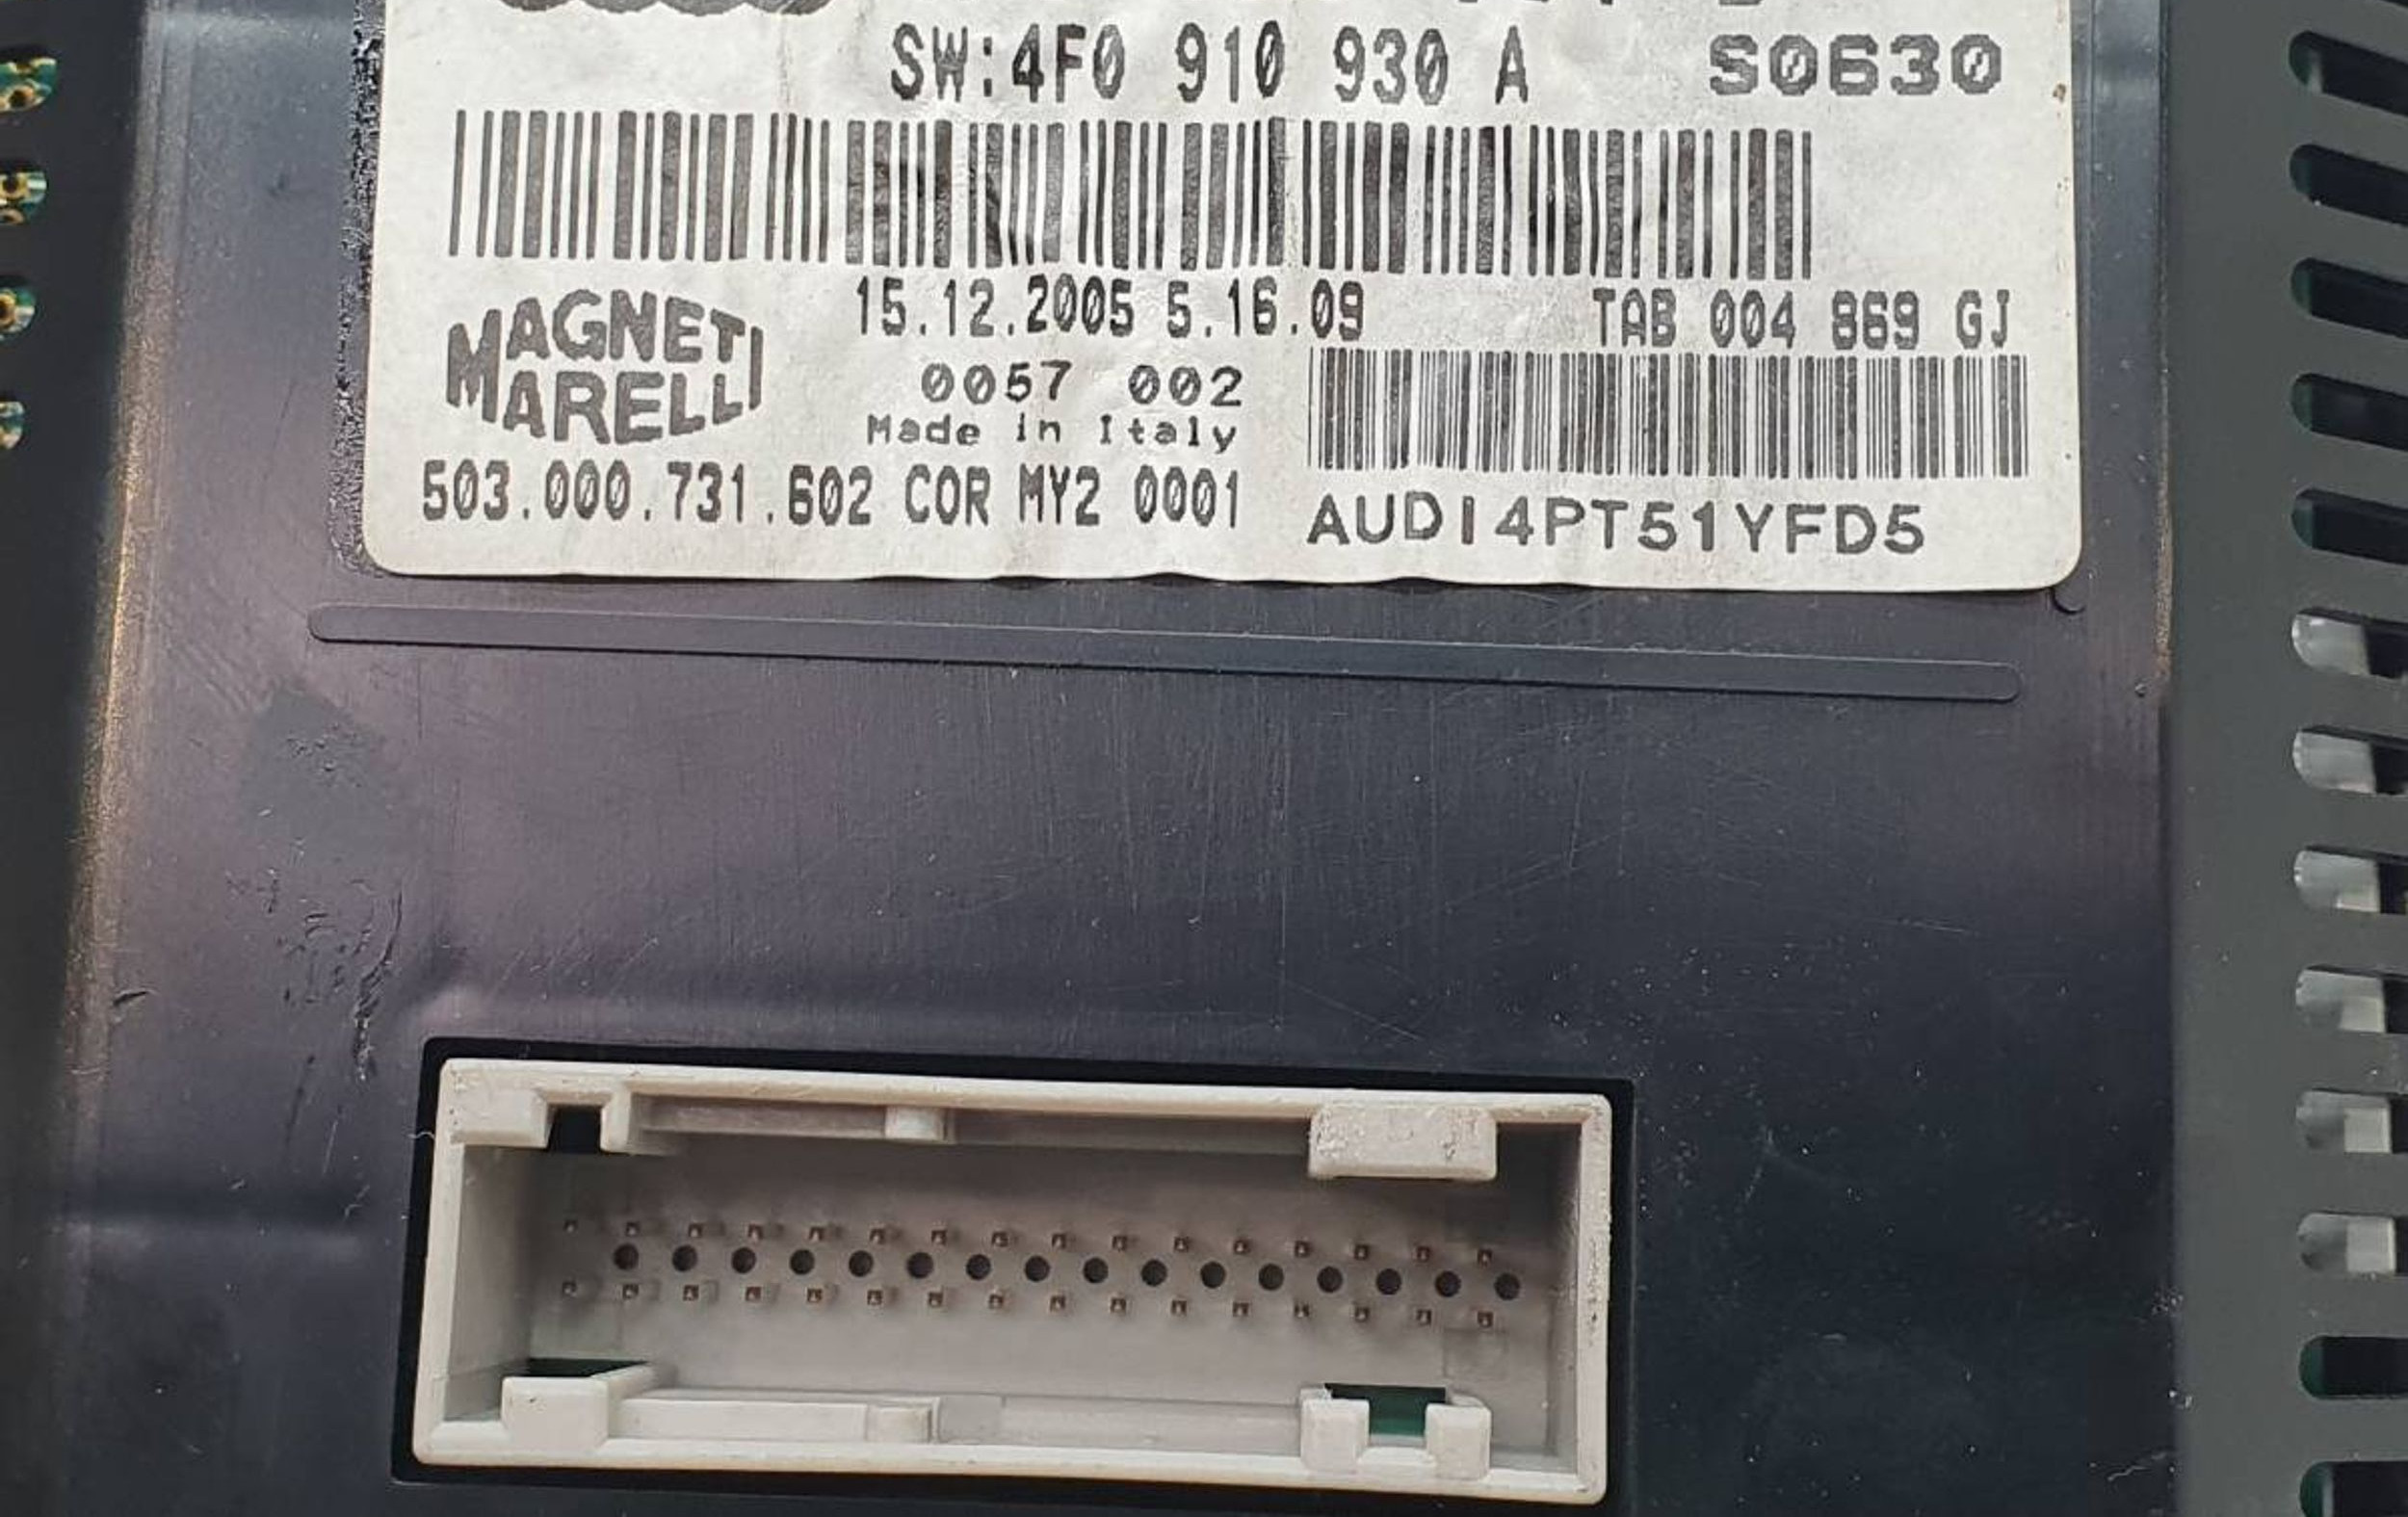 SW:4F0 910 930 A S0630
15.12.2005 5.16.09 TAB 004 869 GJ
MAGNETI
MARELLI
0057 002
Made in Italy
503.000.731.602 COR MY2 0001
AUDI4PT51YFD5